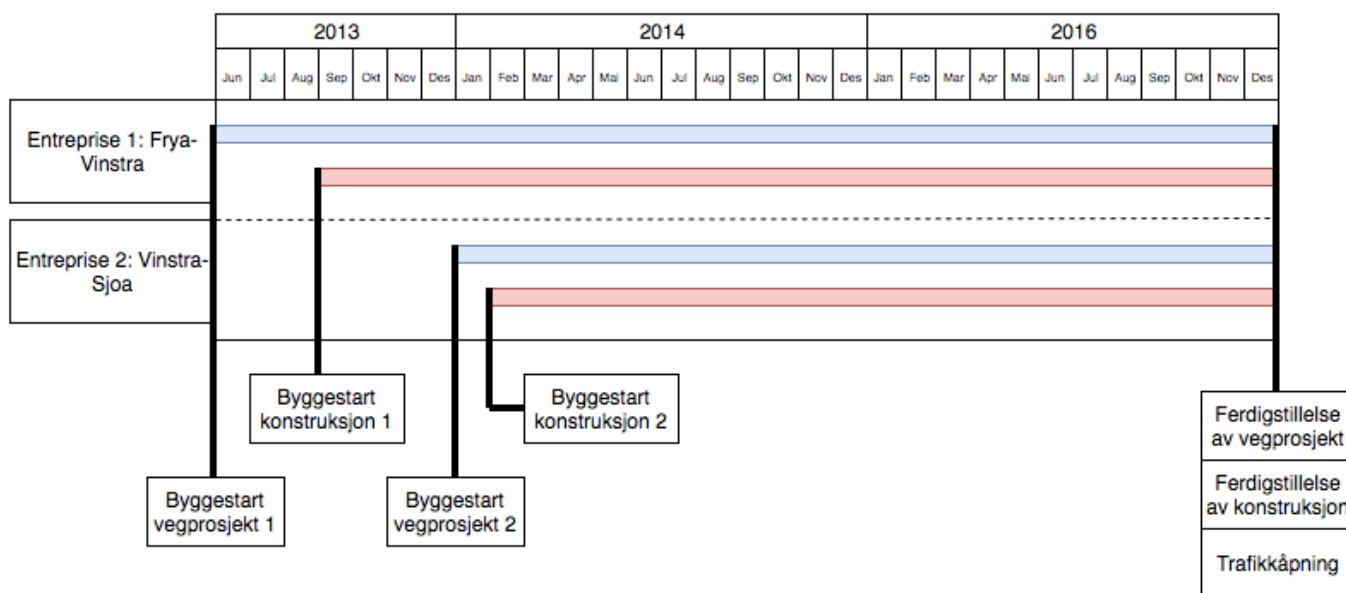 2013 2014 2016
Jun Jul Aug Sep Okt Nov Des Jan Feb Mar Apr Mai Jun Jul Aug Sep Okt Nov Des Jan Feb Mar Apr Mai Jun Jul Aug Sep Okt Nov Des
Entreprise 1: Frya-
Vinstra
Entreprise 2: Vinstra-
Sjoa
Byggestart
konstruksjon 1
Byggestart
konstruksjon 2
Byggestart
vegprosjekt 1
Byggestart
vegprosjekt 2
Ferdigstillelse
av vegprosjekt
Ferdigstillelse
av konstruksjon
Trafikkåpning